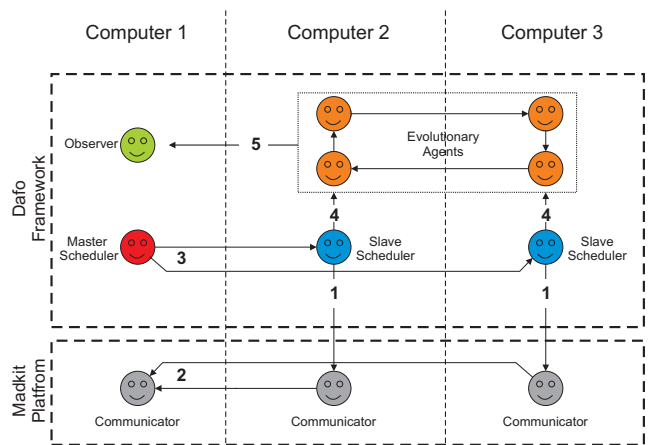 Computer 1
Computer 2
Computer 3
Dafo
Framework
Observer
5
Evolutionary
Agents
4
4
Master
Scheduler
3
Slave
Scheduler
Slave
Scheduler
1
1
Madkit
Platfrom
2
Communicator
Communicator
Communicator